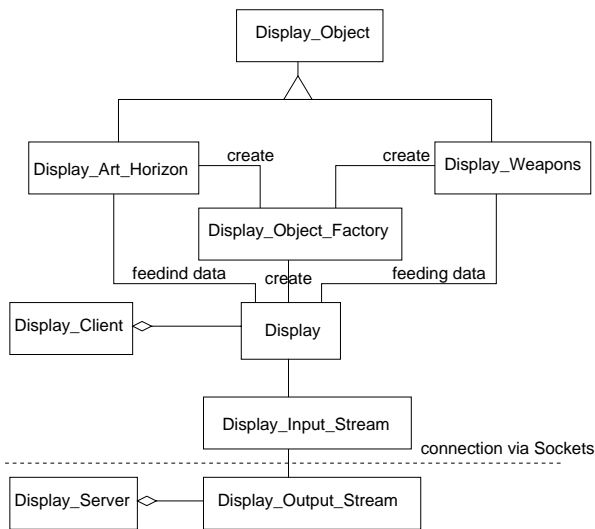 Display_Object
Display_Art_Horizon
create
create
Display_Weapons
Display_Object_Factory
feedind data
create
feeding data
Display_Client
Display
Display_Input_Stream
connection via Sockets
Display_Server
Display_Output_Stream